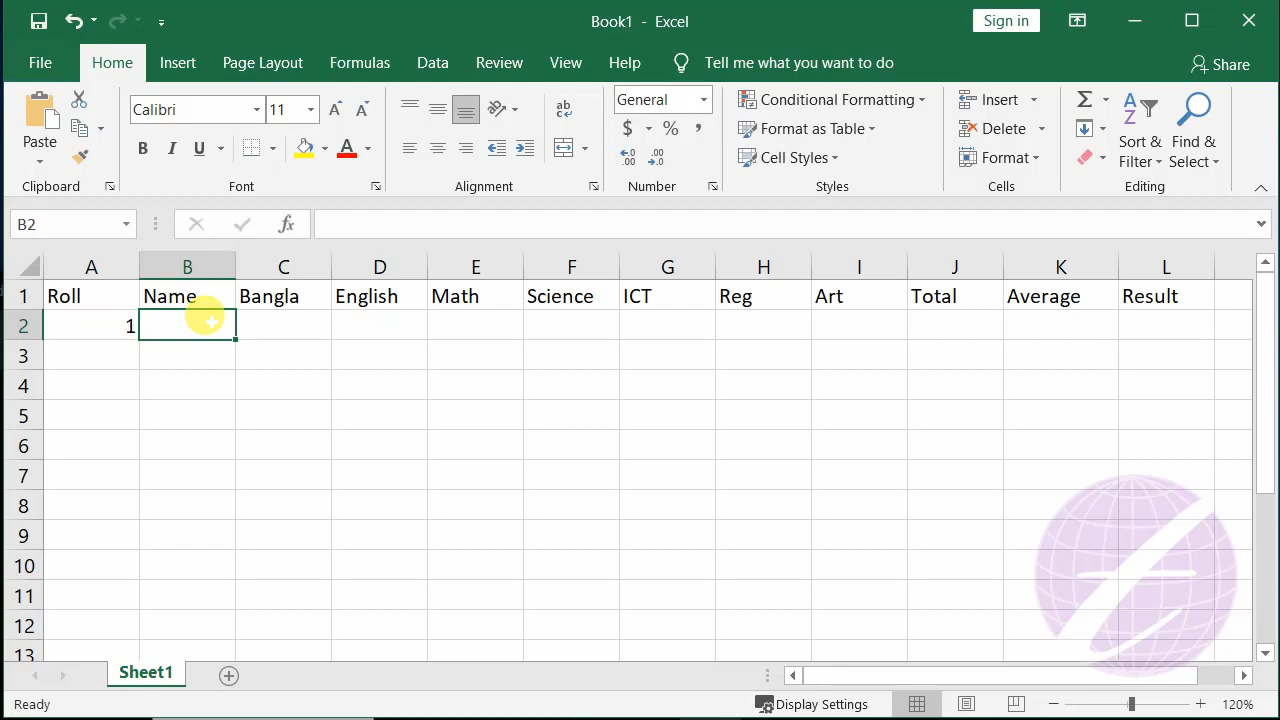 Book1 - Excel
Sign in
File Home Insert Page Layout Formulas Data Review View Help Tell me what you want to do Share
Calibri 11 ab General Conditional Formatting Insert
$ % , Format as Table Delete
Paste B I U A Cell Styles Format Sort & Filter Find & Select
Clipboard Font Alignment Number Styles Cells Editing
B2 fx
A B C D E F G H I J K L
1 Roll Name Bangla English Math Science ICT Reg Art Total Average Result
2 1
3
4
5
6
7
8
9
10
11
12
13
Sheet1
Ready Display Settings 120%